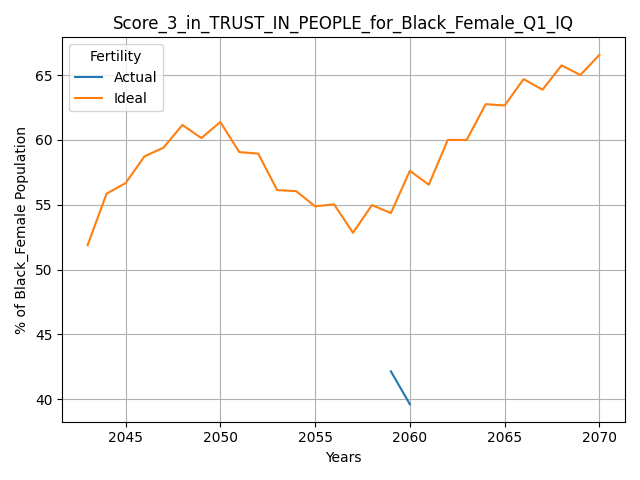 Score_3_in_TRUST_IN_PEOPLE_for_Black_Female_Q1_IQ
Fertility
Actual
Ideal
% of Black_Female Population
65
60
55
50
45
40
2045
2050
2055
2060
2065
2070
Years